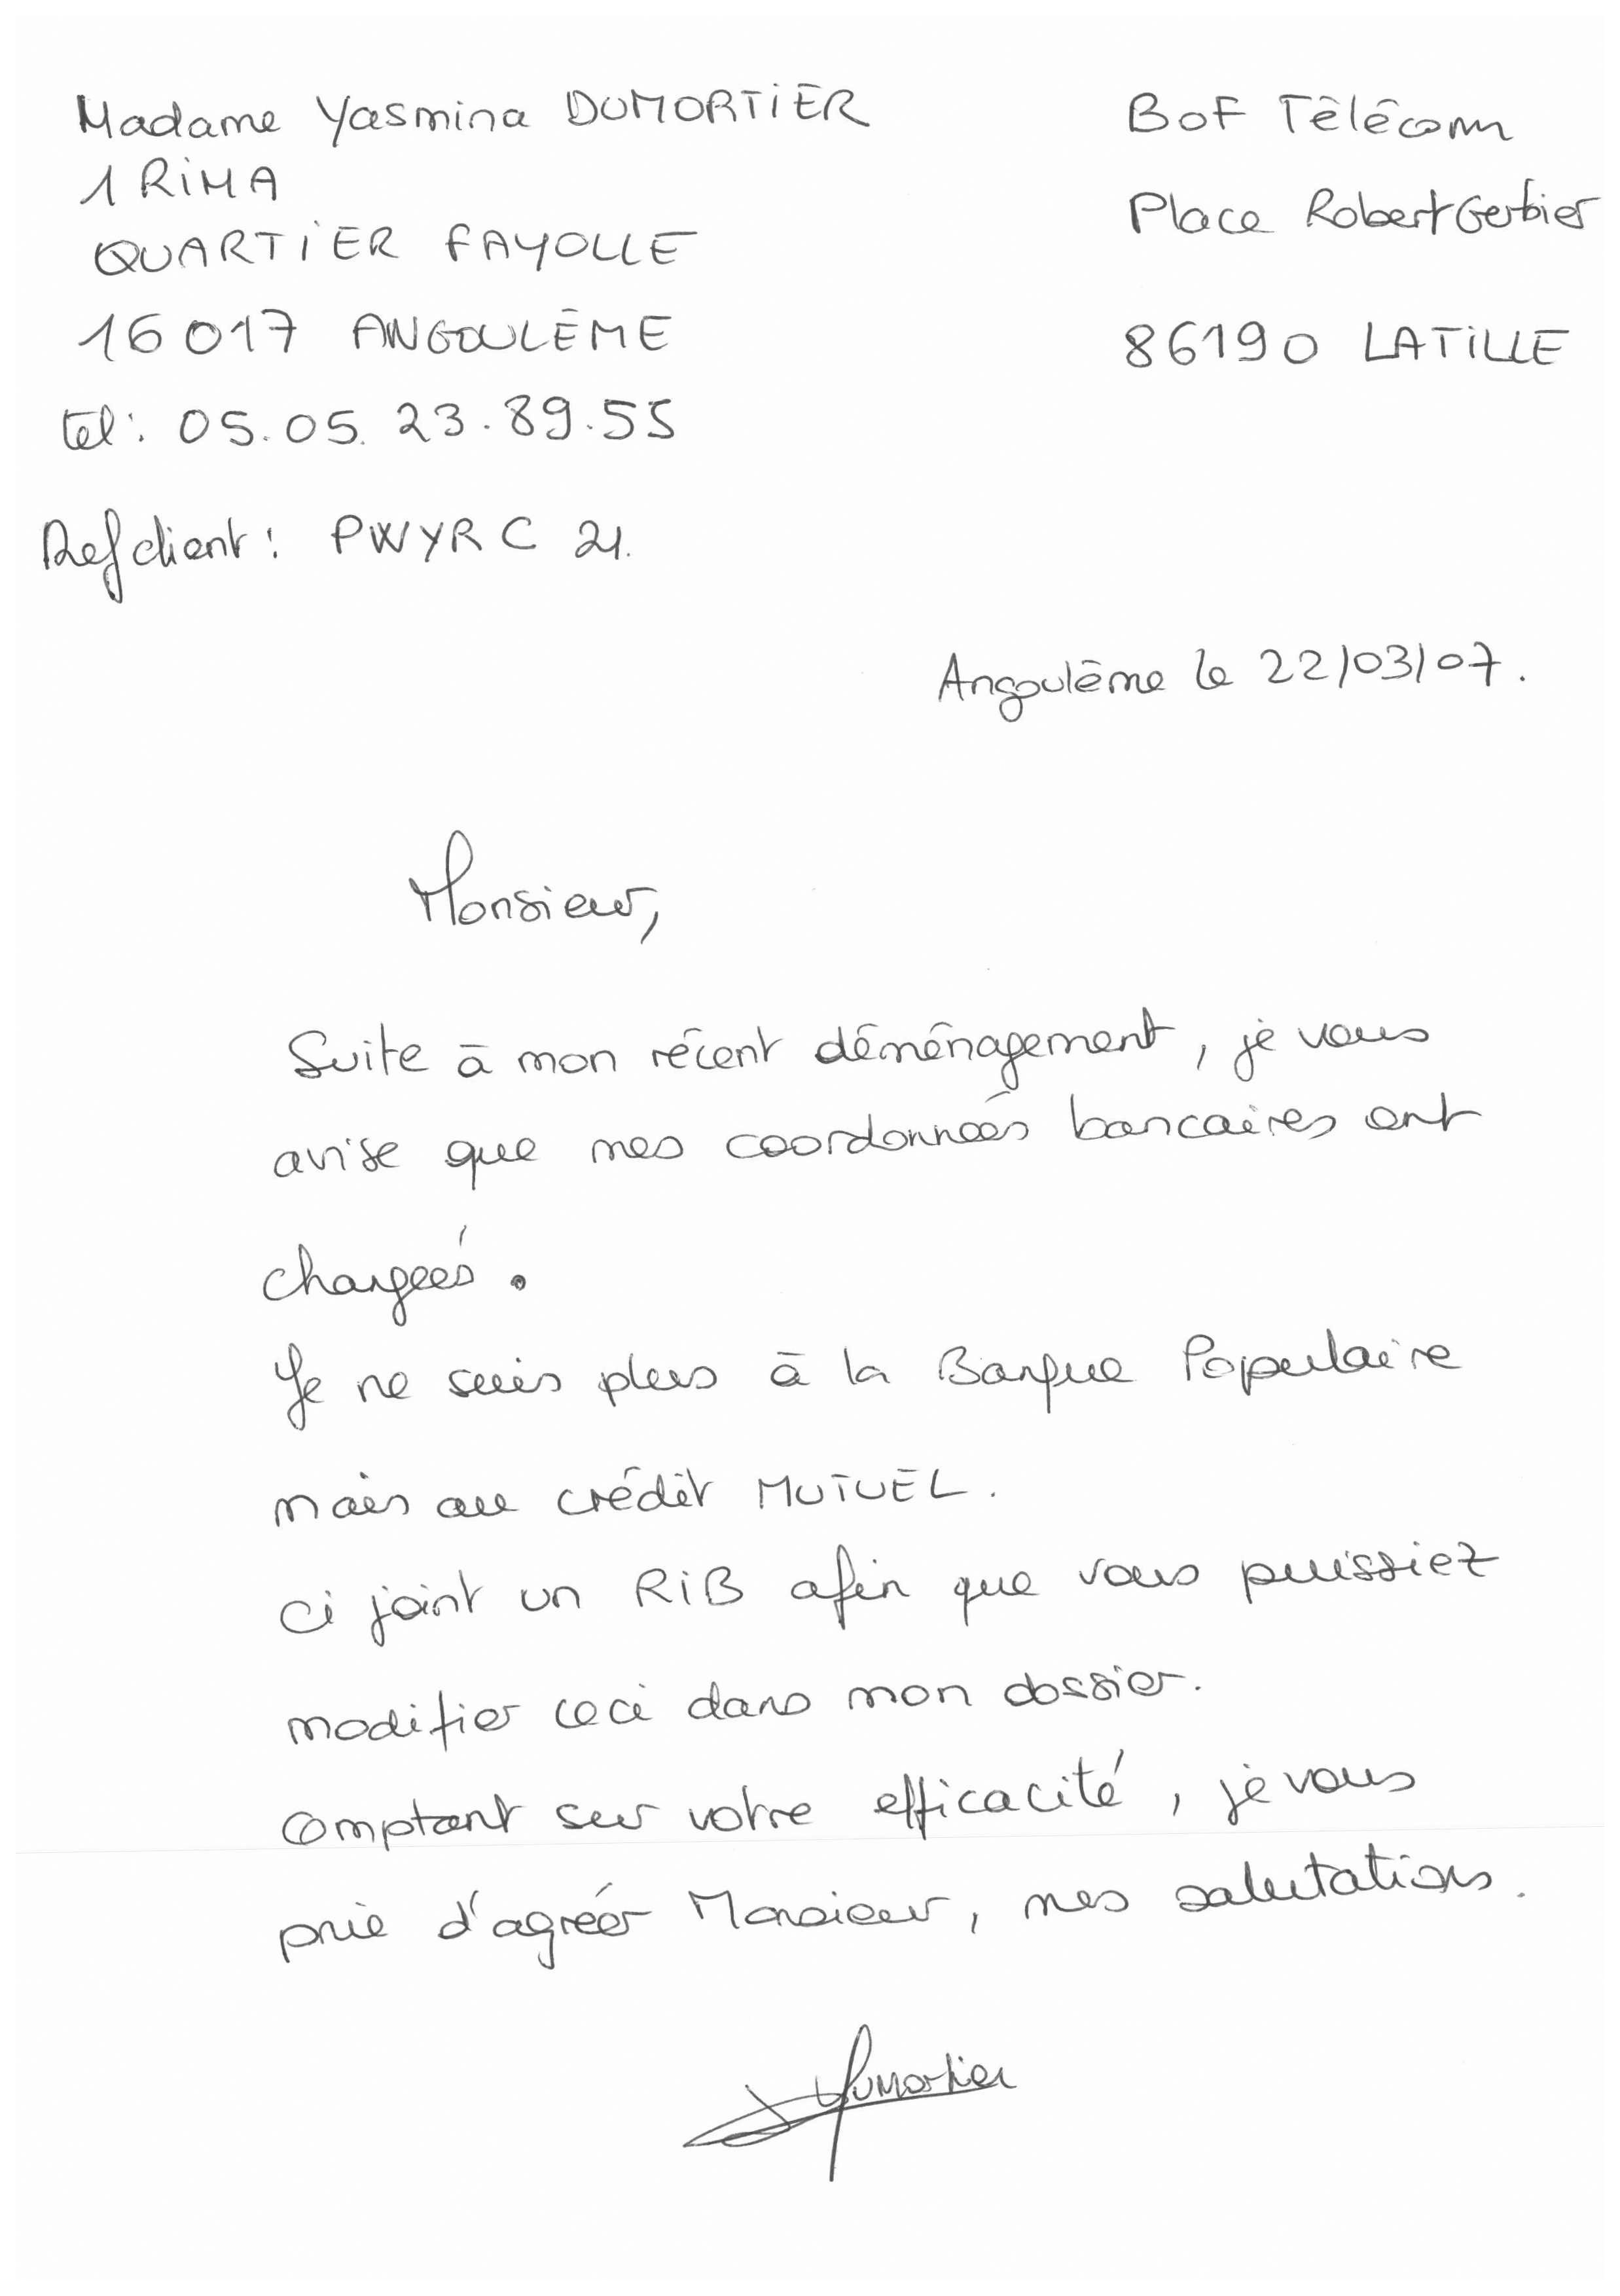 Madame Yasmina DUMORTIER
1 RIMA
QUARTIER FAYOLLE
16017 ANGOULÊME
tel: 05.05.23.89.55
Ref client: PWYRC 21.
BOF Télécom
Place Robert Gerbier
86190 LATILLE
Angoulême le 22/03/07.
Monsieur,
Suite à mon récent déménagement, je vous
avise que mes coordonnées bancaires ont
changées.
Je ne suis plus à la Banque Populaire
mais au crédit MUTUEL.
ci joint un RIB afin que vous puissiez
modifier ceci dans mon dossier.
Comptant sur votre efficacité, je vous
prie d'agréer Monsieur, mes salutations.
Dumortier